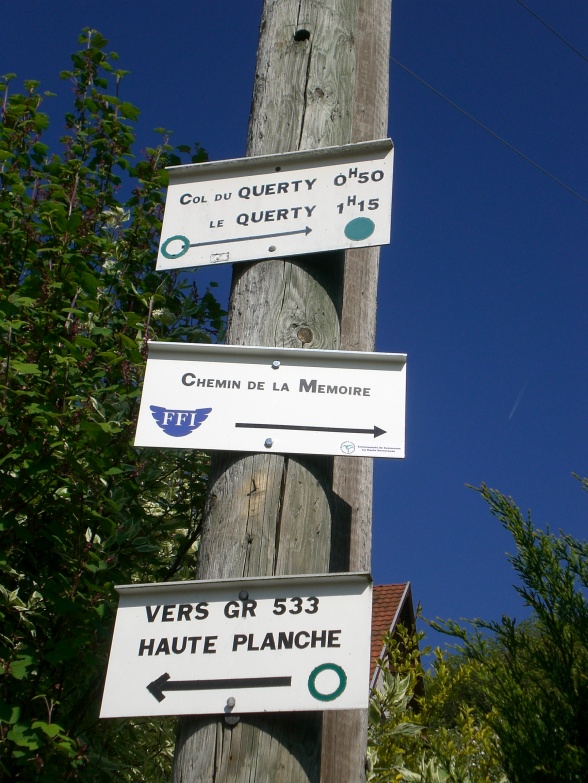 COL DU QUERTY 0H50
LE QUERTY 1H15
CHEMIN DE LA MEMOIRE
FFI
VERS GR 533
HAUTE PLANCHE